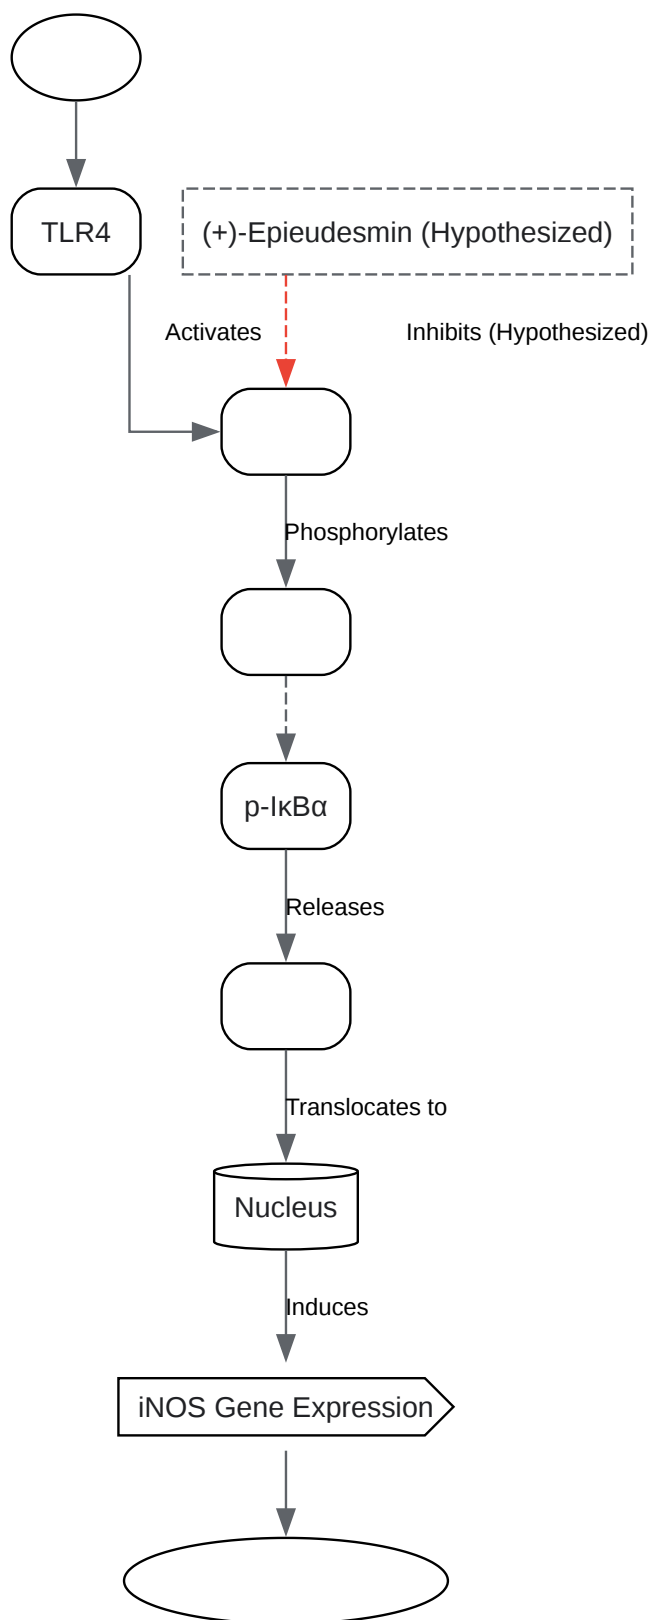 TLR4
(+)-Epieudesmin (Hypothesized)
Activates
Inhibits (Hypothesized)
Phosphorylates
p-IκBα
Releases
Translocates to
Nucleus
Induces
iNOS Gene Expression